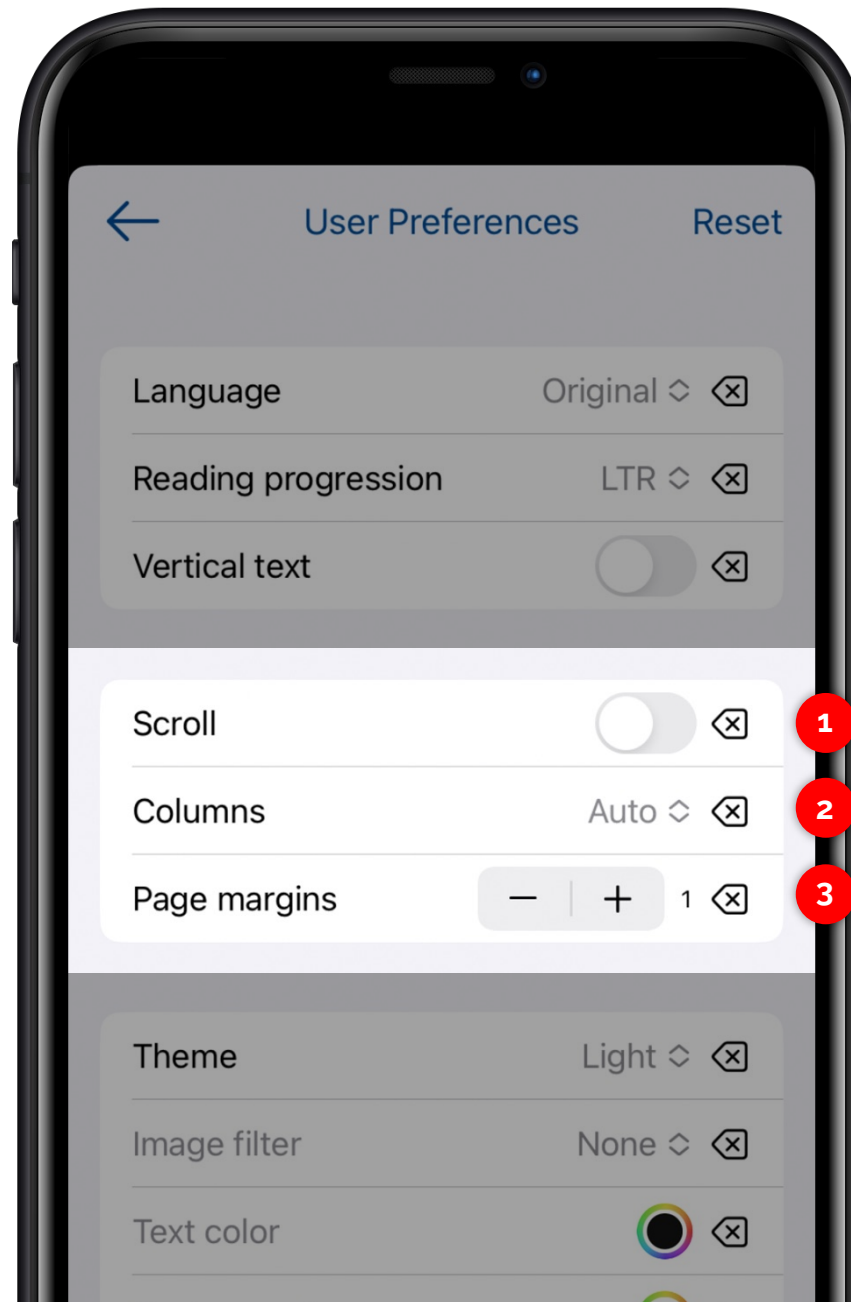 User Preferences Reset
Language Original
Reading progression LTR
Vertical text
Scroll 1
Columns Auto 2
Page margins 1 3
Theme Light
Image filter None
Text color